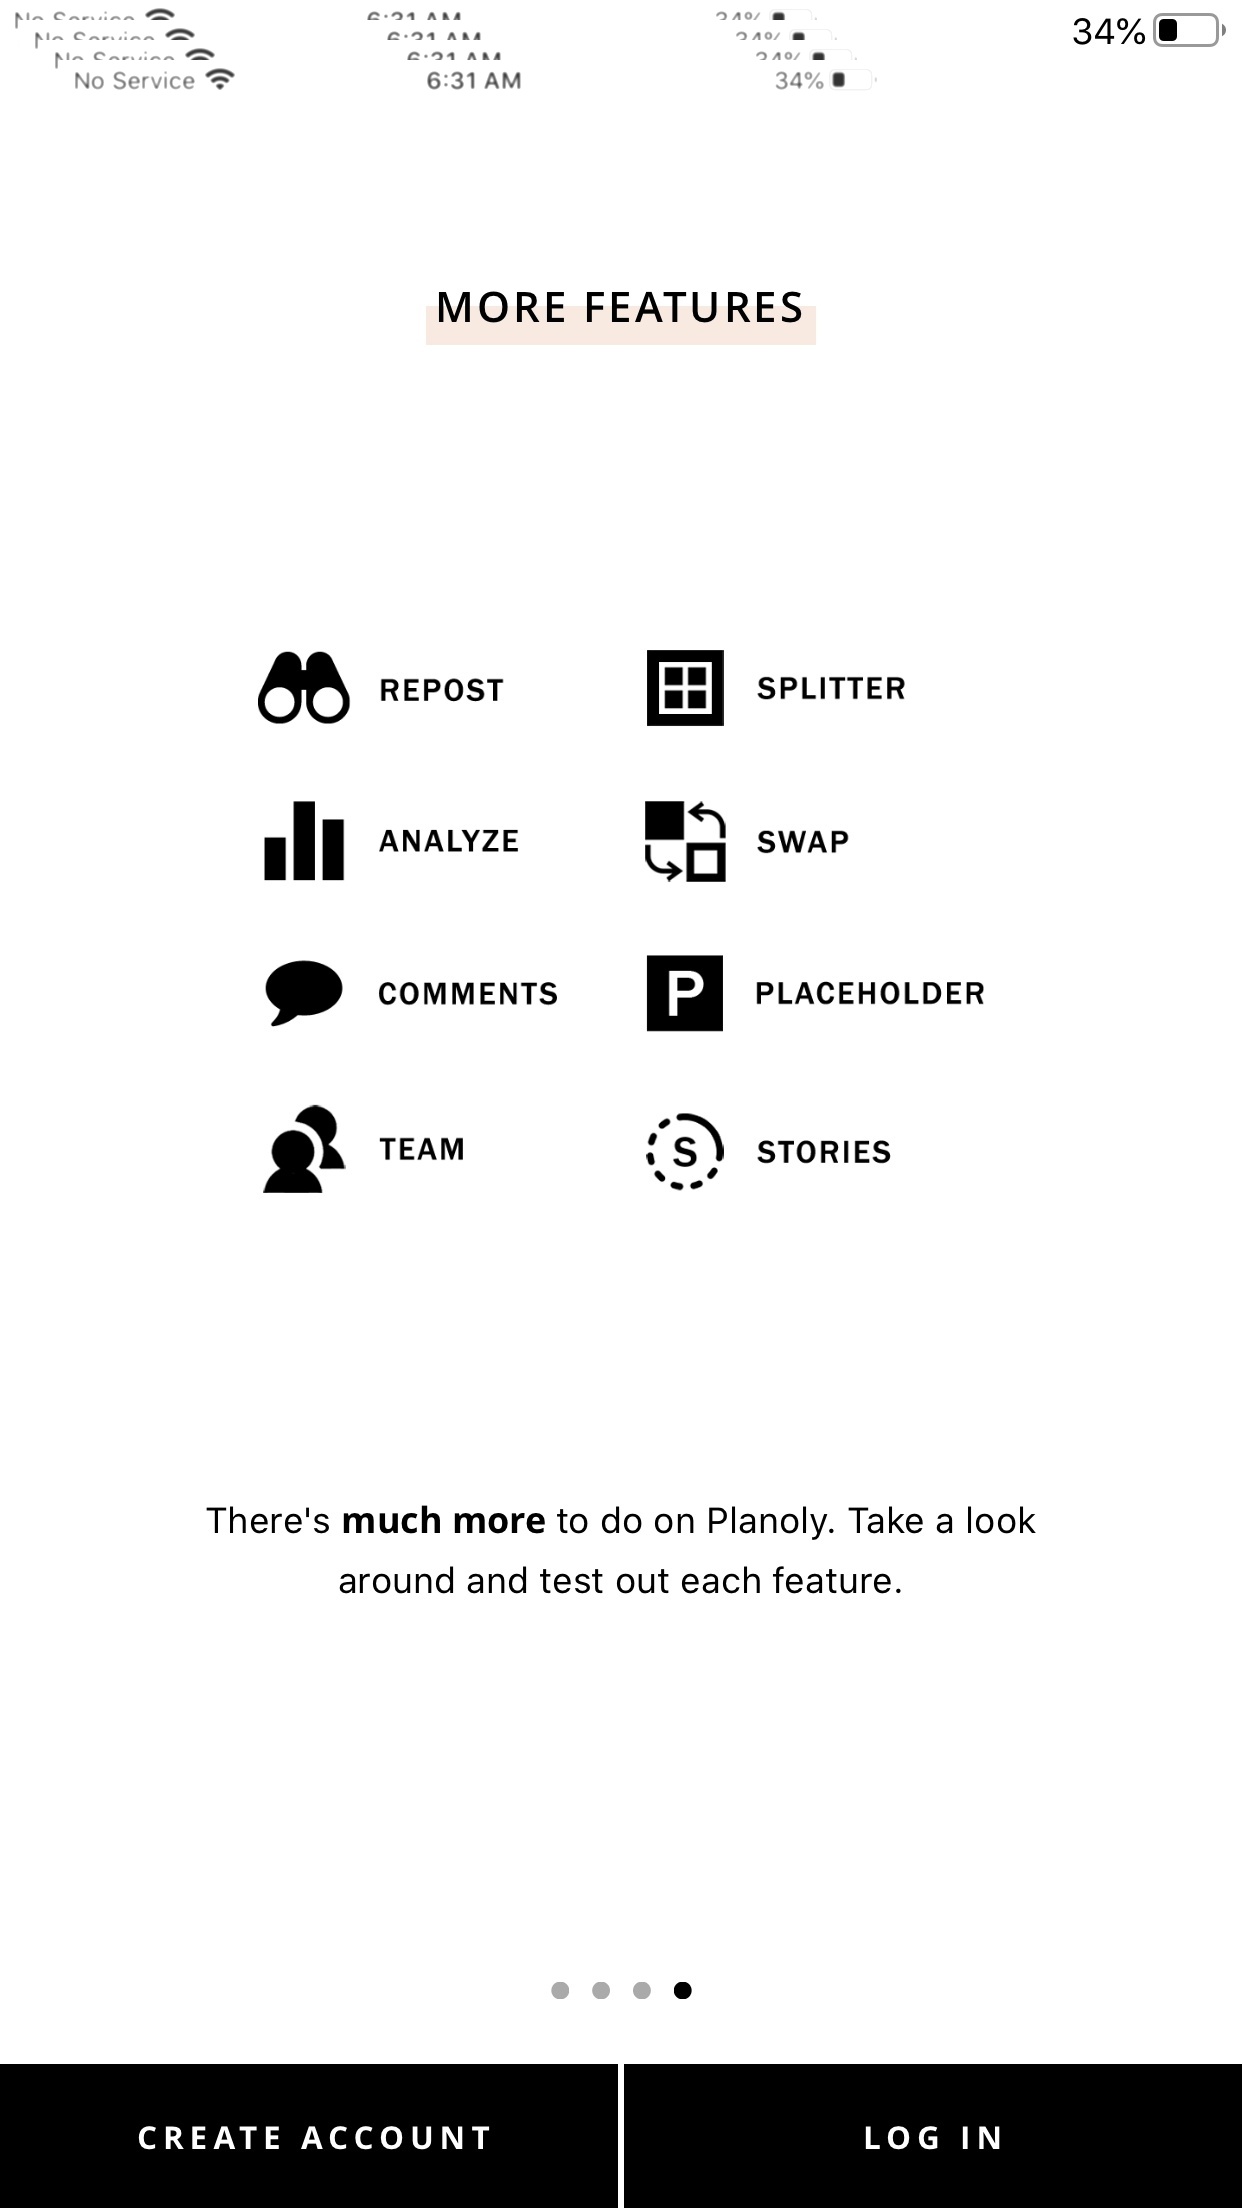 No Service 6:31 AM 34% 34%
No Service 6:31 AM 34%
No Service 6:31 AM 34%
No Service 6:31 AM 34%
MORE FEATURES
REPOST SPLITTER
ANALYZE SWAP
COMMENTS P PLACEHOLDER
TEAM S STORIES
There's much more to do on Planoly. Take a look
around and test out each feature.
CREATE ACCOUNT LOG IN